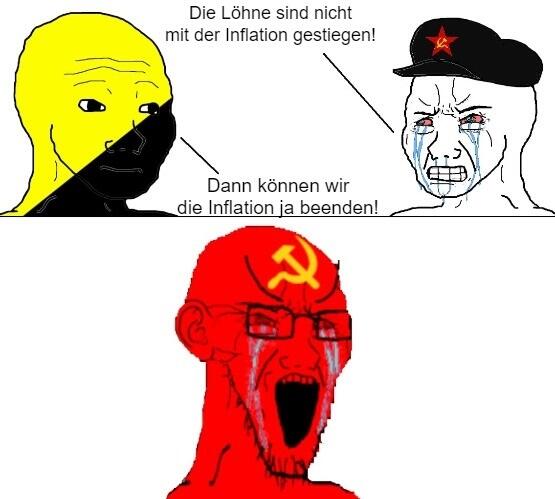 Die Löhne sind nicht
mit der Inflation gestiegen!
Dann können wir
die Inflation ja beenden!